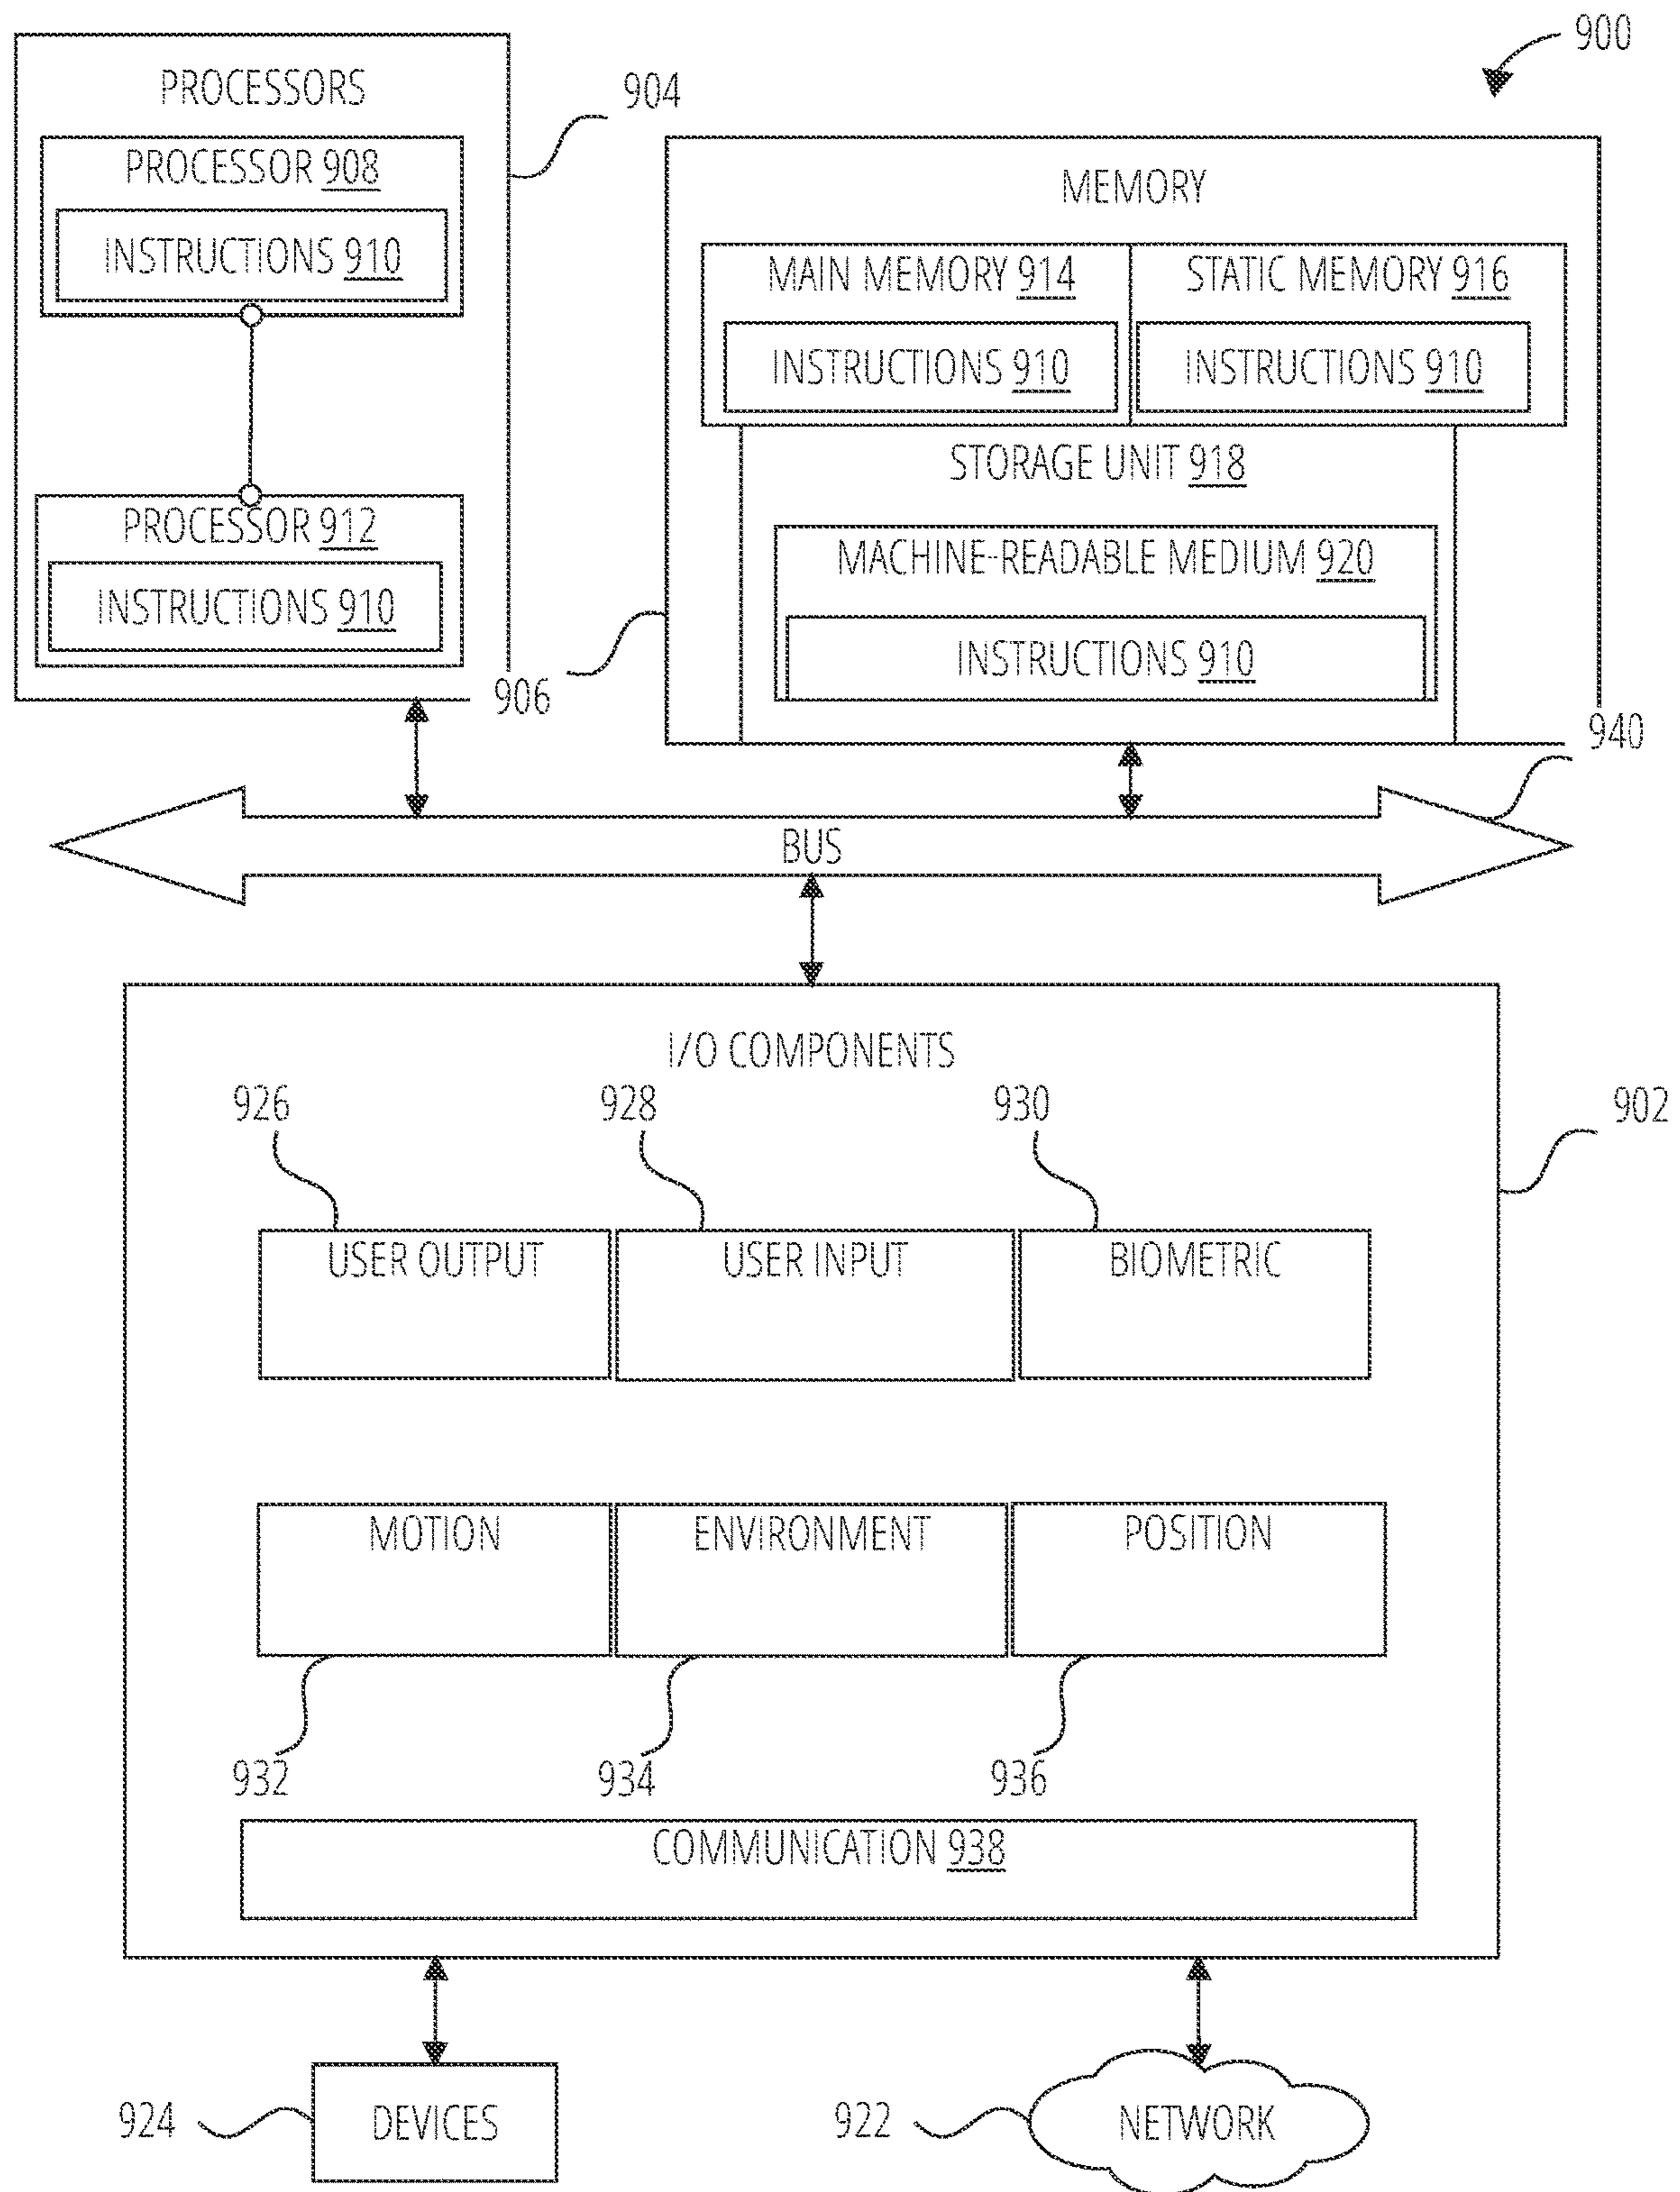 900
PROCESSORS
904
PROCESSOR 908
INSTRUCTIONS 910
PROCESSOR 912
INSTRUCTIONS 910
MEMORY
MAIN MEMORY 914
STATIC MEMORY 916
INSTRUCTIONS 910
INSTRUCTIONS 910
STORAGE UNIT 918
MACHINE-READABLE MEDIUM 920
INSTRUCTIONS 910
906
940
BUS
I/O COMPONENTS
926
928
930
902
USER OUTPUT
USER INPUT
BIOMETRIC
MOTION
ENVIRONMENT
POSITION
932
934
936
COMMUNICATION 938
924
DEVICES
922
NETWORK